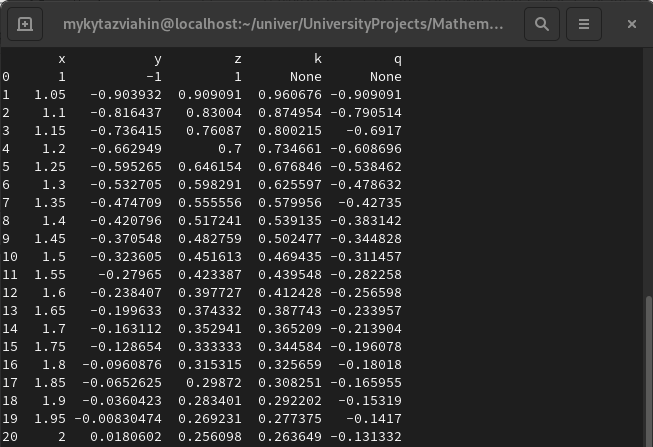 mykytazviahin@localhost:~/univer/UniversityProjects/Mathem...
x y z k q
0 1 -1 1 None None
1 1.05 -0.903932 0.909091 0.960676 -0.909091
2 1.1 -0.816437 0.83004 0.874954 -0.790514
3 1.15 -0.736415 0.76087 0.800215 -0.6917
4 1.2 -0.662949 0.7 0.734661 -0.608696
5 1.25 -0.595265 0.646154 0.676846 -0.538462
6 1.3 -0.532705 0.598291 0.625597 -0.478632
7 1.35 -0.474709 0.555556 0.579956 -0.42735
8 1.4 -0.420796 0.517241 0.539135 -0.383142
9 1.45 -0.370548 0.482759 0.502477 -0.344828
10 1.5 -0.323605 0.451613 0.469435 -0.311457
11 1.55 -0.27965 0.423387 0.439548 -0.282258
12 1.6 -0.238407 0.397727 0.412428 -0.256598
13 1.65 -0.199633 0.374332 0.387743 -0.233957
14 1.7 -0.163112 0.352941 0.365209 -0.213904
15 1.75 -0.128654 0.333333 0.344584 -0.196078
16 1.8 -0.0960876 0.315315 0.325659 -0.18018
17 1.85 -0.0652625 0.29872 0.308251 -0.165955
18 1.9 -0.0360423 0.283401 0.292202 -0.15319
19 1.95 -0.00830474 0.269231 0.277375 -0.1417
20 2 0.0180602 0.256098 0.263649 -0.131332